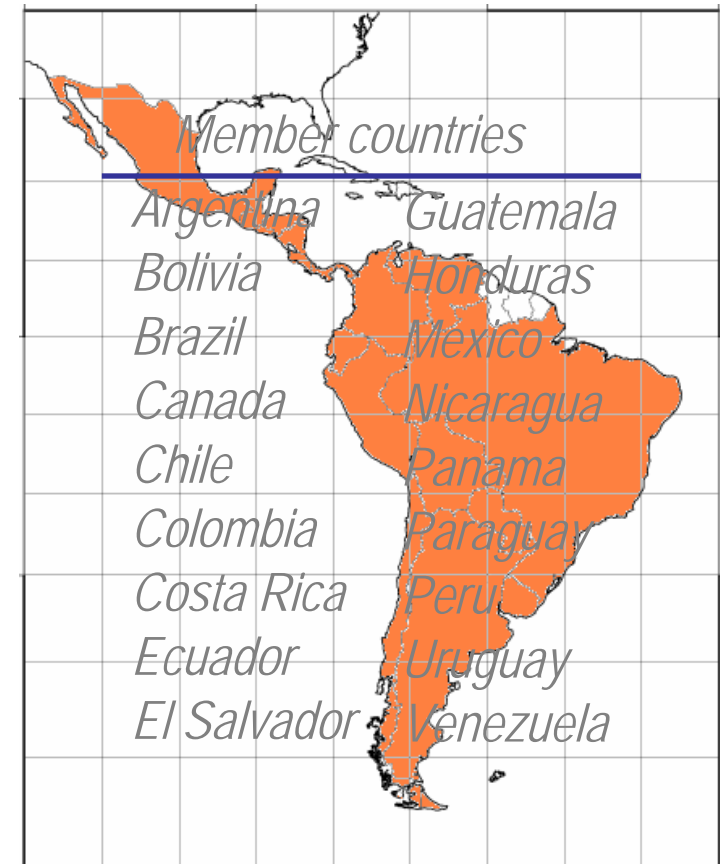 Member countries
Argentina
Bolivia
Brazil
Canada
Chile
Colombia
Costa Rica
Ecuador
El Salvador
Guatemala
Honduras
Mexico
Nicaragua
Panama
Paraguay
Peru
Uruguay
Venezuela